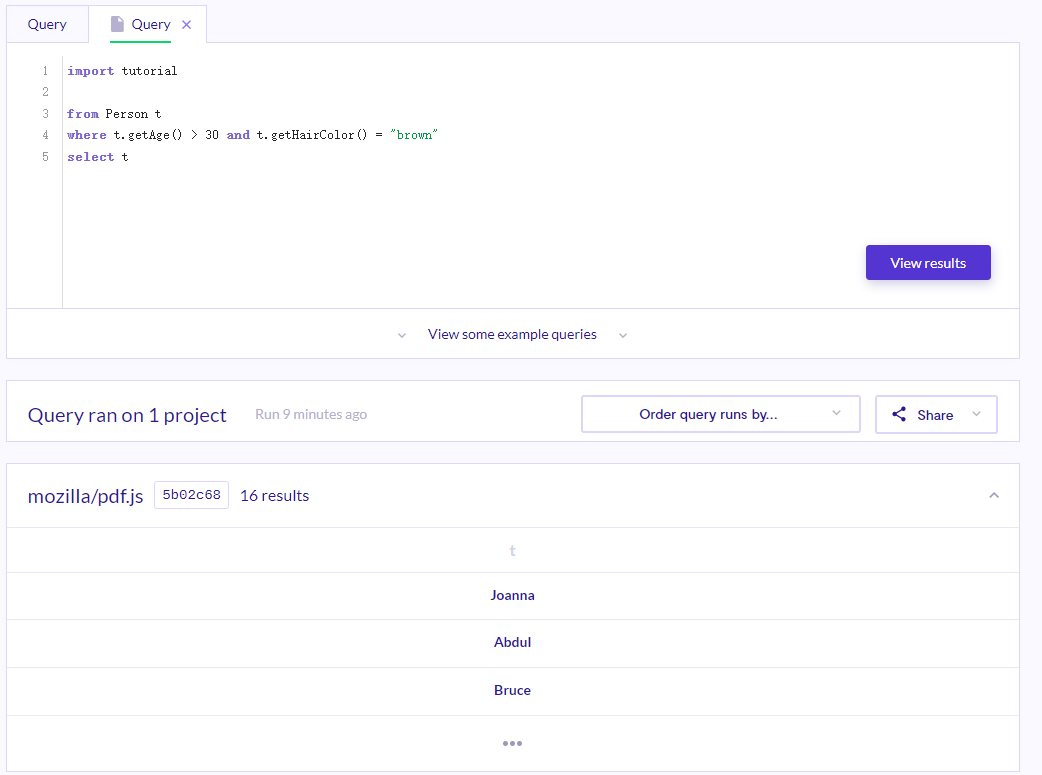 Query
Query
1 import tutorial
2
3 from Person t
4 where t.getAge() > 30 and t.getHairColor() = "brown"
5 select t
View results
View some example queries
Query ran on 1 project Run 9 minutes ago Order query runs by... Share
mozilla/pdf.js 5b02c68 16 results
t
Joanna
Abdul
Bruce
•••